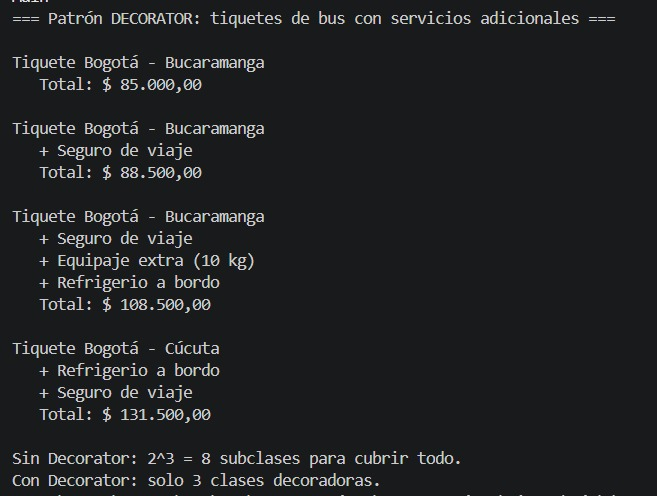 === Patrón DECORATOR: tiquetes de bus con servicios adicionales ===
Tiquete Bogotá - Bucaramanga
Total: $ 85.000,00
Tiquete Bogotá - Bucaramanga
+ Seguro de viaje
Total: $ 88.500,00
Tiquete Bogotá - Bucaramanga
+ Seguro de viaje
+ Equipaje extra (10 kg)
+ Refrigerio a bordo
Total: $ 108.500,00
Tiquete Bogotá - Cúcuta
+ Refrigerio a bordo
+ Seguro de viaje
Total: $ 131.500,00
Sin Decorator: 2^3 = 8 subclases para cubrir todo.
Con Decorator: solo 3 clases decoradoras.